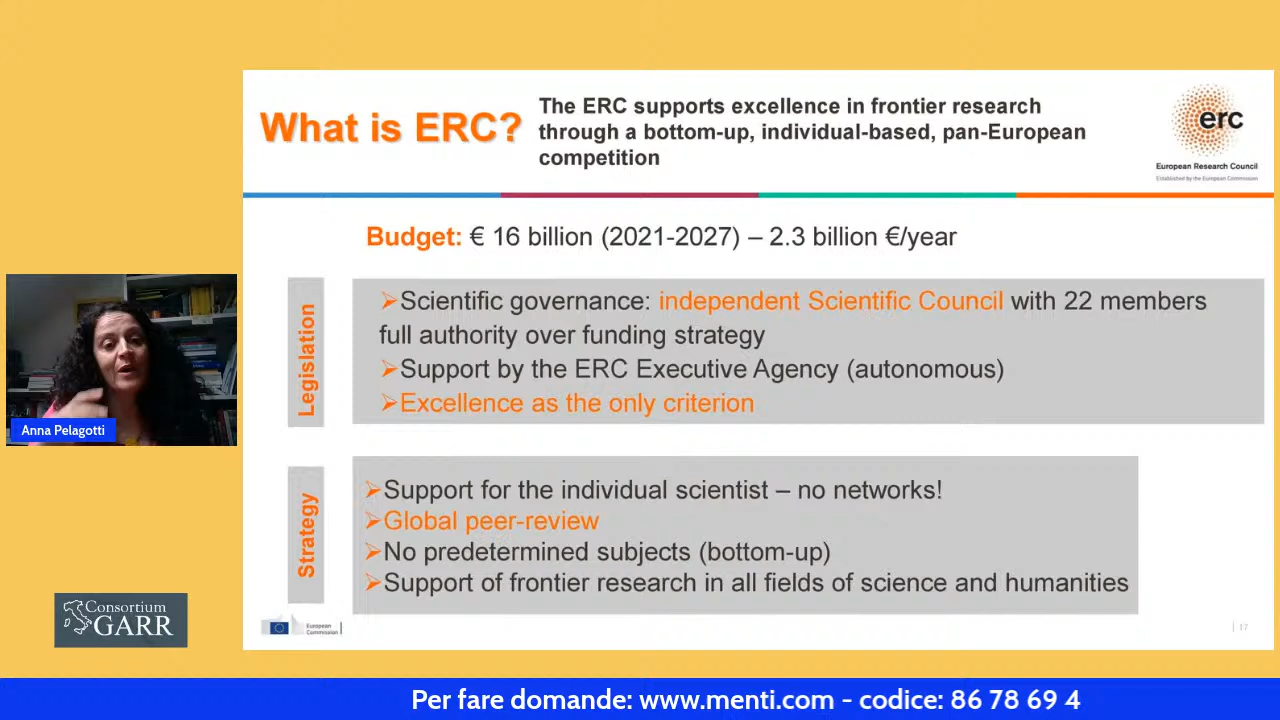 What is ERC?
The ERC supports excellence in frontier research
through a bottom-up, individual-based, pan-European
competition
erc
European Research Council
Established by the European Commission
Budget: € 16 billion (2021-2027) – 2.3 billion €/year
Legislation
➢Scientific governance: independent Scientific Council with 22 members
full authority over funding strategy
➢Support by the ERC Executive Agency (autonomous)
➢Excellence as the only criterion
Anna Pelagotti
Strategy
➢Support for the individual scientist – no networks!
➢Global peer-review
➢No predetermined subjects (bottom-up)
➢Support of frontier research in all fields of science and humanities
Consortium
GARR
European
Commission
17
Per fare domande: www.menti.com - codice: 86 78 69 4